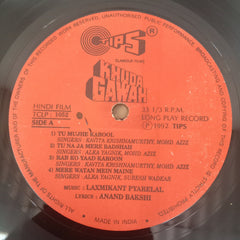 TIPS ®
KHUDA
GAWAH
HINDI FILM
TCLP - 1052
SIDE A
33 1/3 R.P.M.
LONG PLAY RECORD
℗ 1992 TIPS
1) TU MUJHE KABOOL
SINGERS : KAVITA KRISHNAMURTHY, MOHD AZIZ
2) TU NA JA MERE BADSHAH
SINGERS : ALKA YAGNIK, MOHD. AZIZ
3) RAB KO YAAD KAROON
SINGERS : KAVITA KRISHNAMURTHY, MOHD AZIZ
4) MERE WATAN MEIN MAINE
SINGERS : ALKA YAGNIK, SURESH WADKAR
MUSIC : LAXMIKANT PYARELAL
LYRICS : ANAND BAKSHI
MADE IN INDIA